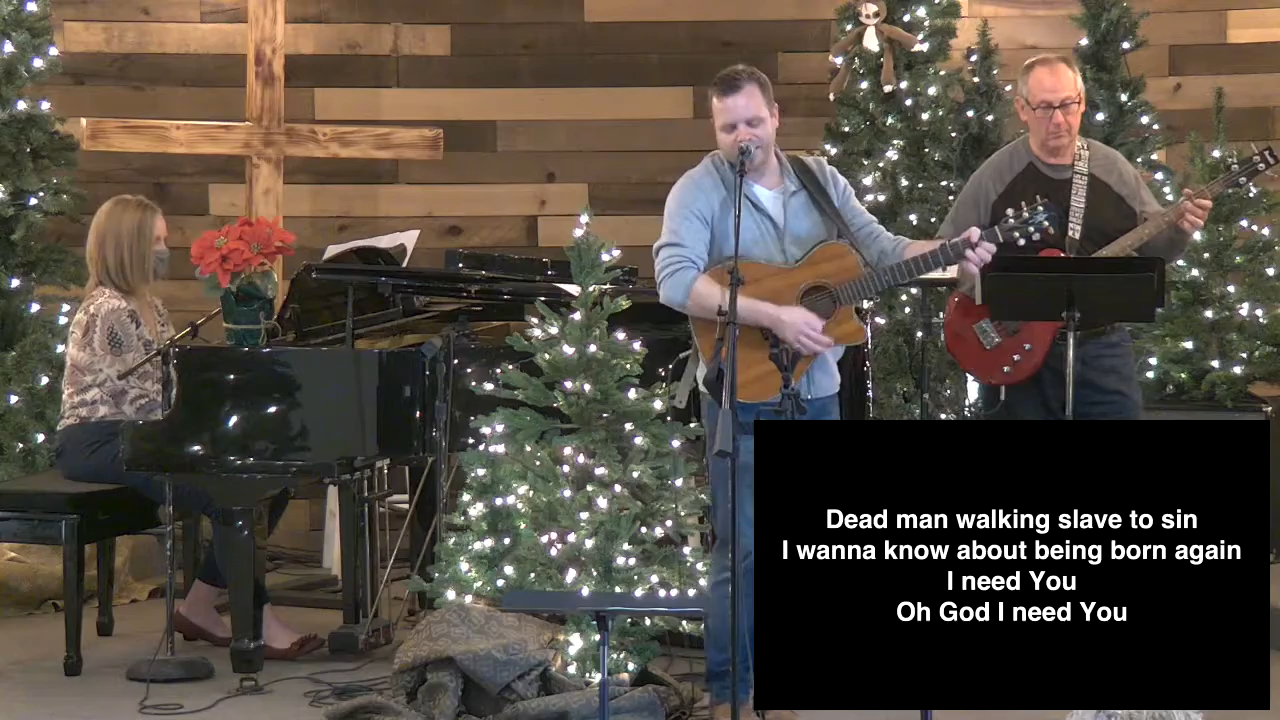 Dead man walking slave to sin
I wanna know about being born again
I need You
Oh God I need You